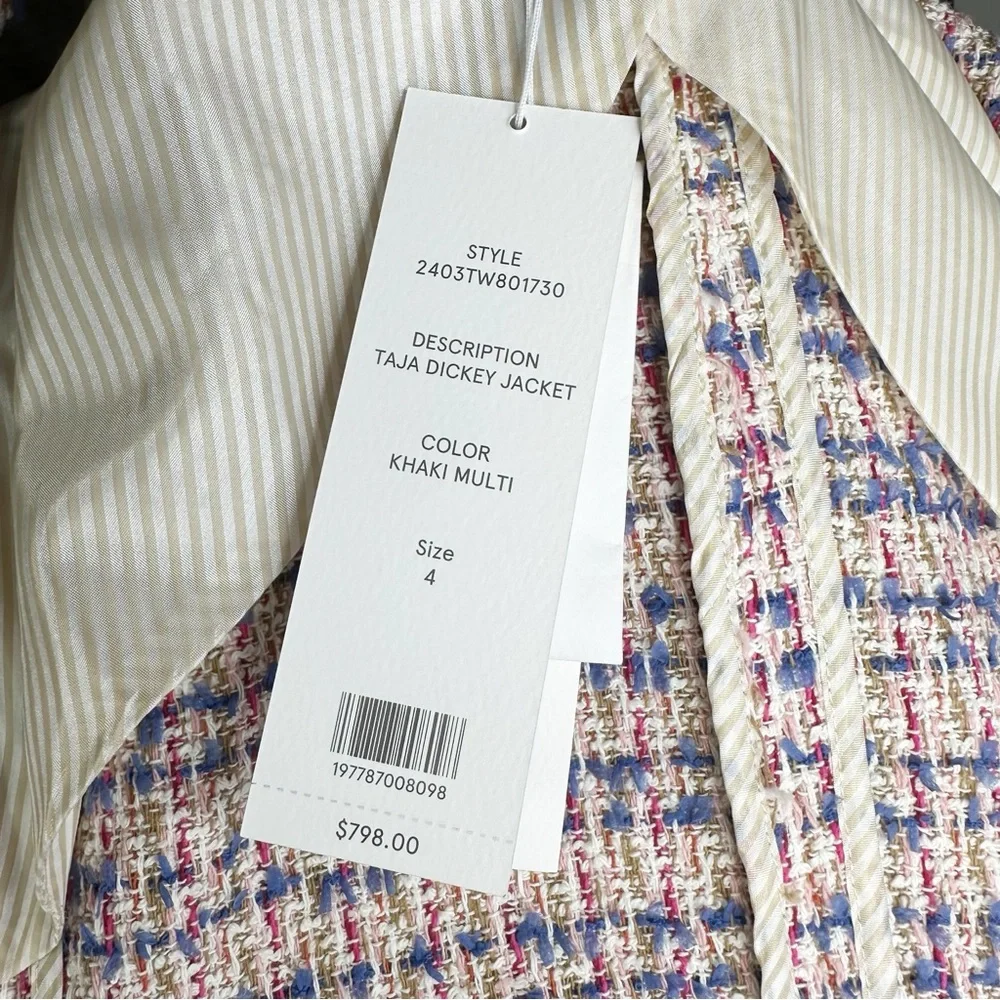 STYLE
2403TW801730
DESCRIPTION
TAJA DICKEY JACKET
COLOR
KHAKI MULTI
Size
4
197787008098
$798.00